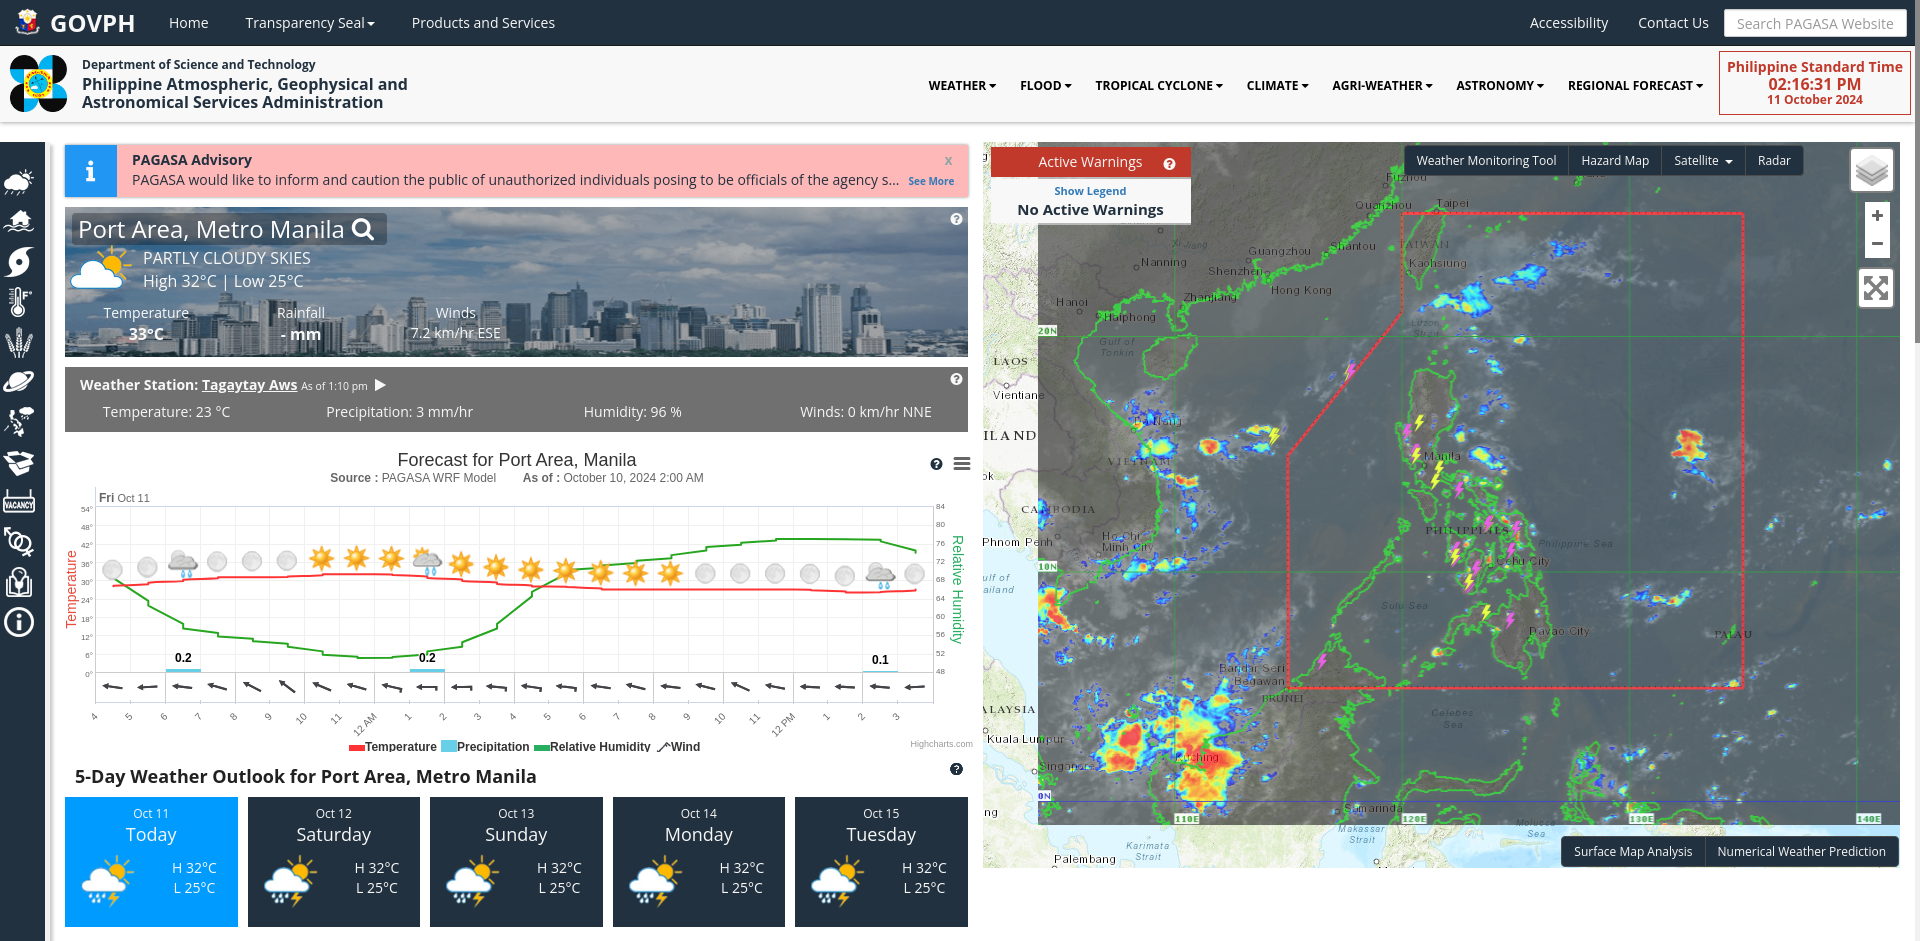 GOVPH
Home
Transparency Seal
Products and Services
Accessibility
Contact Us
Search PAGASA Website
Department of Science and Technology
Philippine Atmospheric, Geophysical and
Astronomical Services Administration
WEATHER
FLOOD
TROPICAL CYCLONE
CLIMATE
AGRI-WEATHER
ASTRONOMY
REGIONAL FORECAST
Philippine Standard Time
02:16:31 PM
11 October 2024
PAGASA Advisory
x
PAGASA would like to inform and caution the public of unauthorized individuals posing to be officials of the agency s... See More
Port Area, Metro Manila
PARTLY CLOUDY SKIES
High 32°C | Low 25°C
Temperature
Rainfall
Winds
33°C
- mm
7.2 km/hr ESE
Weather Station: Tagaytay Aws As of 1:10 pm
Temperature: 23 °C
Precipitation: 3 mm/hr
Humidity: 96 %
Winds: 0 km/hr NNE
VACANCY
Forecast for Port Area, Manila
Source : PAGASA WRF Model As of : October 10, 2024 2:00 AM
Fri Oct 11
54°
48°
42°
36°
30°
24°
18°
12°
6°
0°
Temperature
84
80
76
72
68
64
60
56
52
48
Relative Humidity
0.2
0.2
0.1
4 5 6 7 8 9 10 11 12 AM 1 2 3 4 5 6 7 8 9 10 11 12 PM 1 2 3
Temperature Precipitation Relative Humidity Wind
Highcharts.com
5-Day Weather Outlook for Port Area, Metro Manila
Oct 11
Today
H 32°C
L 25°C
Oct 12
Saturday
H 32°C
L 25°C
Oct 13
Sunday
H 32°C
L 25°C
Oct 14
Monday
H 32°C
L 25°C
Oct 15
Tuesday
H 32°C
L 25°C
Active Warnings
Show Legend
No Active Warnings
Weather Monitoring Tool
Hazard Map
Satellite
Radar
+
−
Fuzhou
Quanzhou
Taipei
TAIWAN
Kaohsiung
Guangzhou
Shantou
Nanning
Shenzhen
Hong Kong
Zhanjiang
Hanoi
Haiphong
Gulf of
Tonkin
Luzon
Strait
20N
LAOS
Vientiane
ILAND
Da Nang
VIETNAM
Manila
CAMBODIA
Phnom Penh
Ho Chi
Minh City
PHILIPPINES
Philippine Sea
Cebu City
10N
ulf of
ailand
Sulu Sea
Davao City
PALAU
Bandar Seri
Begawan
BRUNEI
ALAYSIA
Kuala Lumpur
Celebes
Sea
Kuching
Singapore
0N
ng
Samarinda
110E
120E
130E
140E
Makassar
Strait
Molucca
Sea
Karimata
Strait
Palembang
Surface Map Analysis
Numerical Weather Prediction